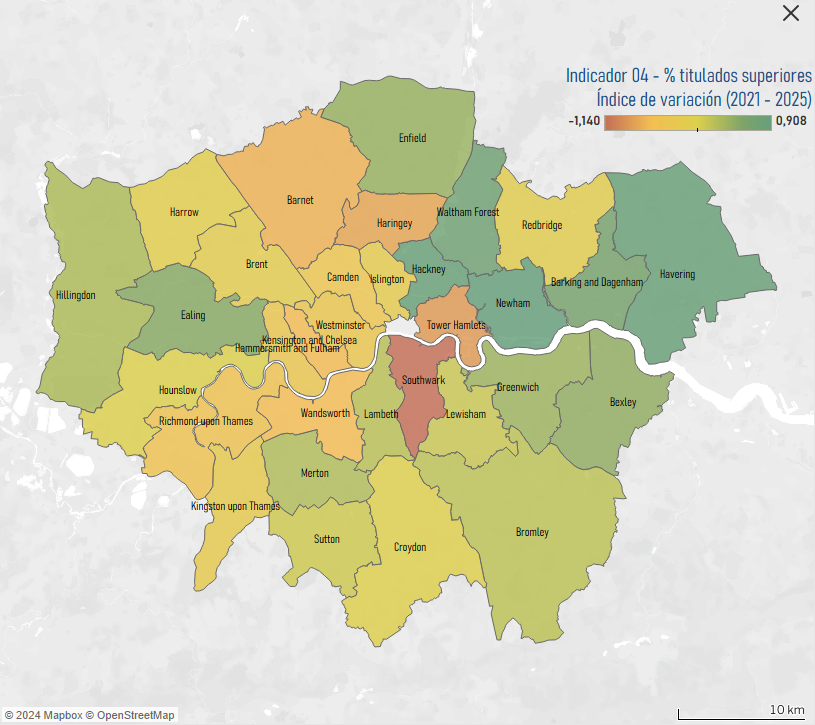 Indicador 04 - % titulados superiores
Índice de variación (2021 - 2025)
-1,140 0,908
Enfield
Barnet
Harrow
Haringey
Waltham Forest
Redbridge
Brent
Camden
Islington
Hackney
Havering
Barking and Dagenham
Hillingdon
Newham
Ealing
Westminster
Tower Hamlets
Kensington and Chelsea
Hammersmith and Fulham
Southwark
Greenwich
Hounslow
Bexley
Wandsworth
Lambeth
Lewisham
Richmond upon Thames
Merton
Kingston upon Thames
Bromley
Sutton
Croydon
10 km
© 2024 Mapbox © OpenStreetMap